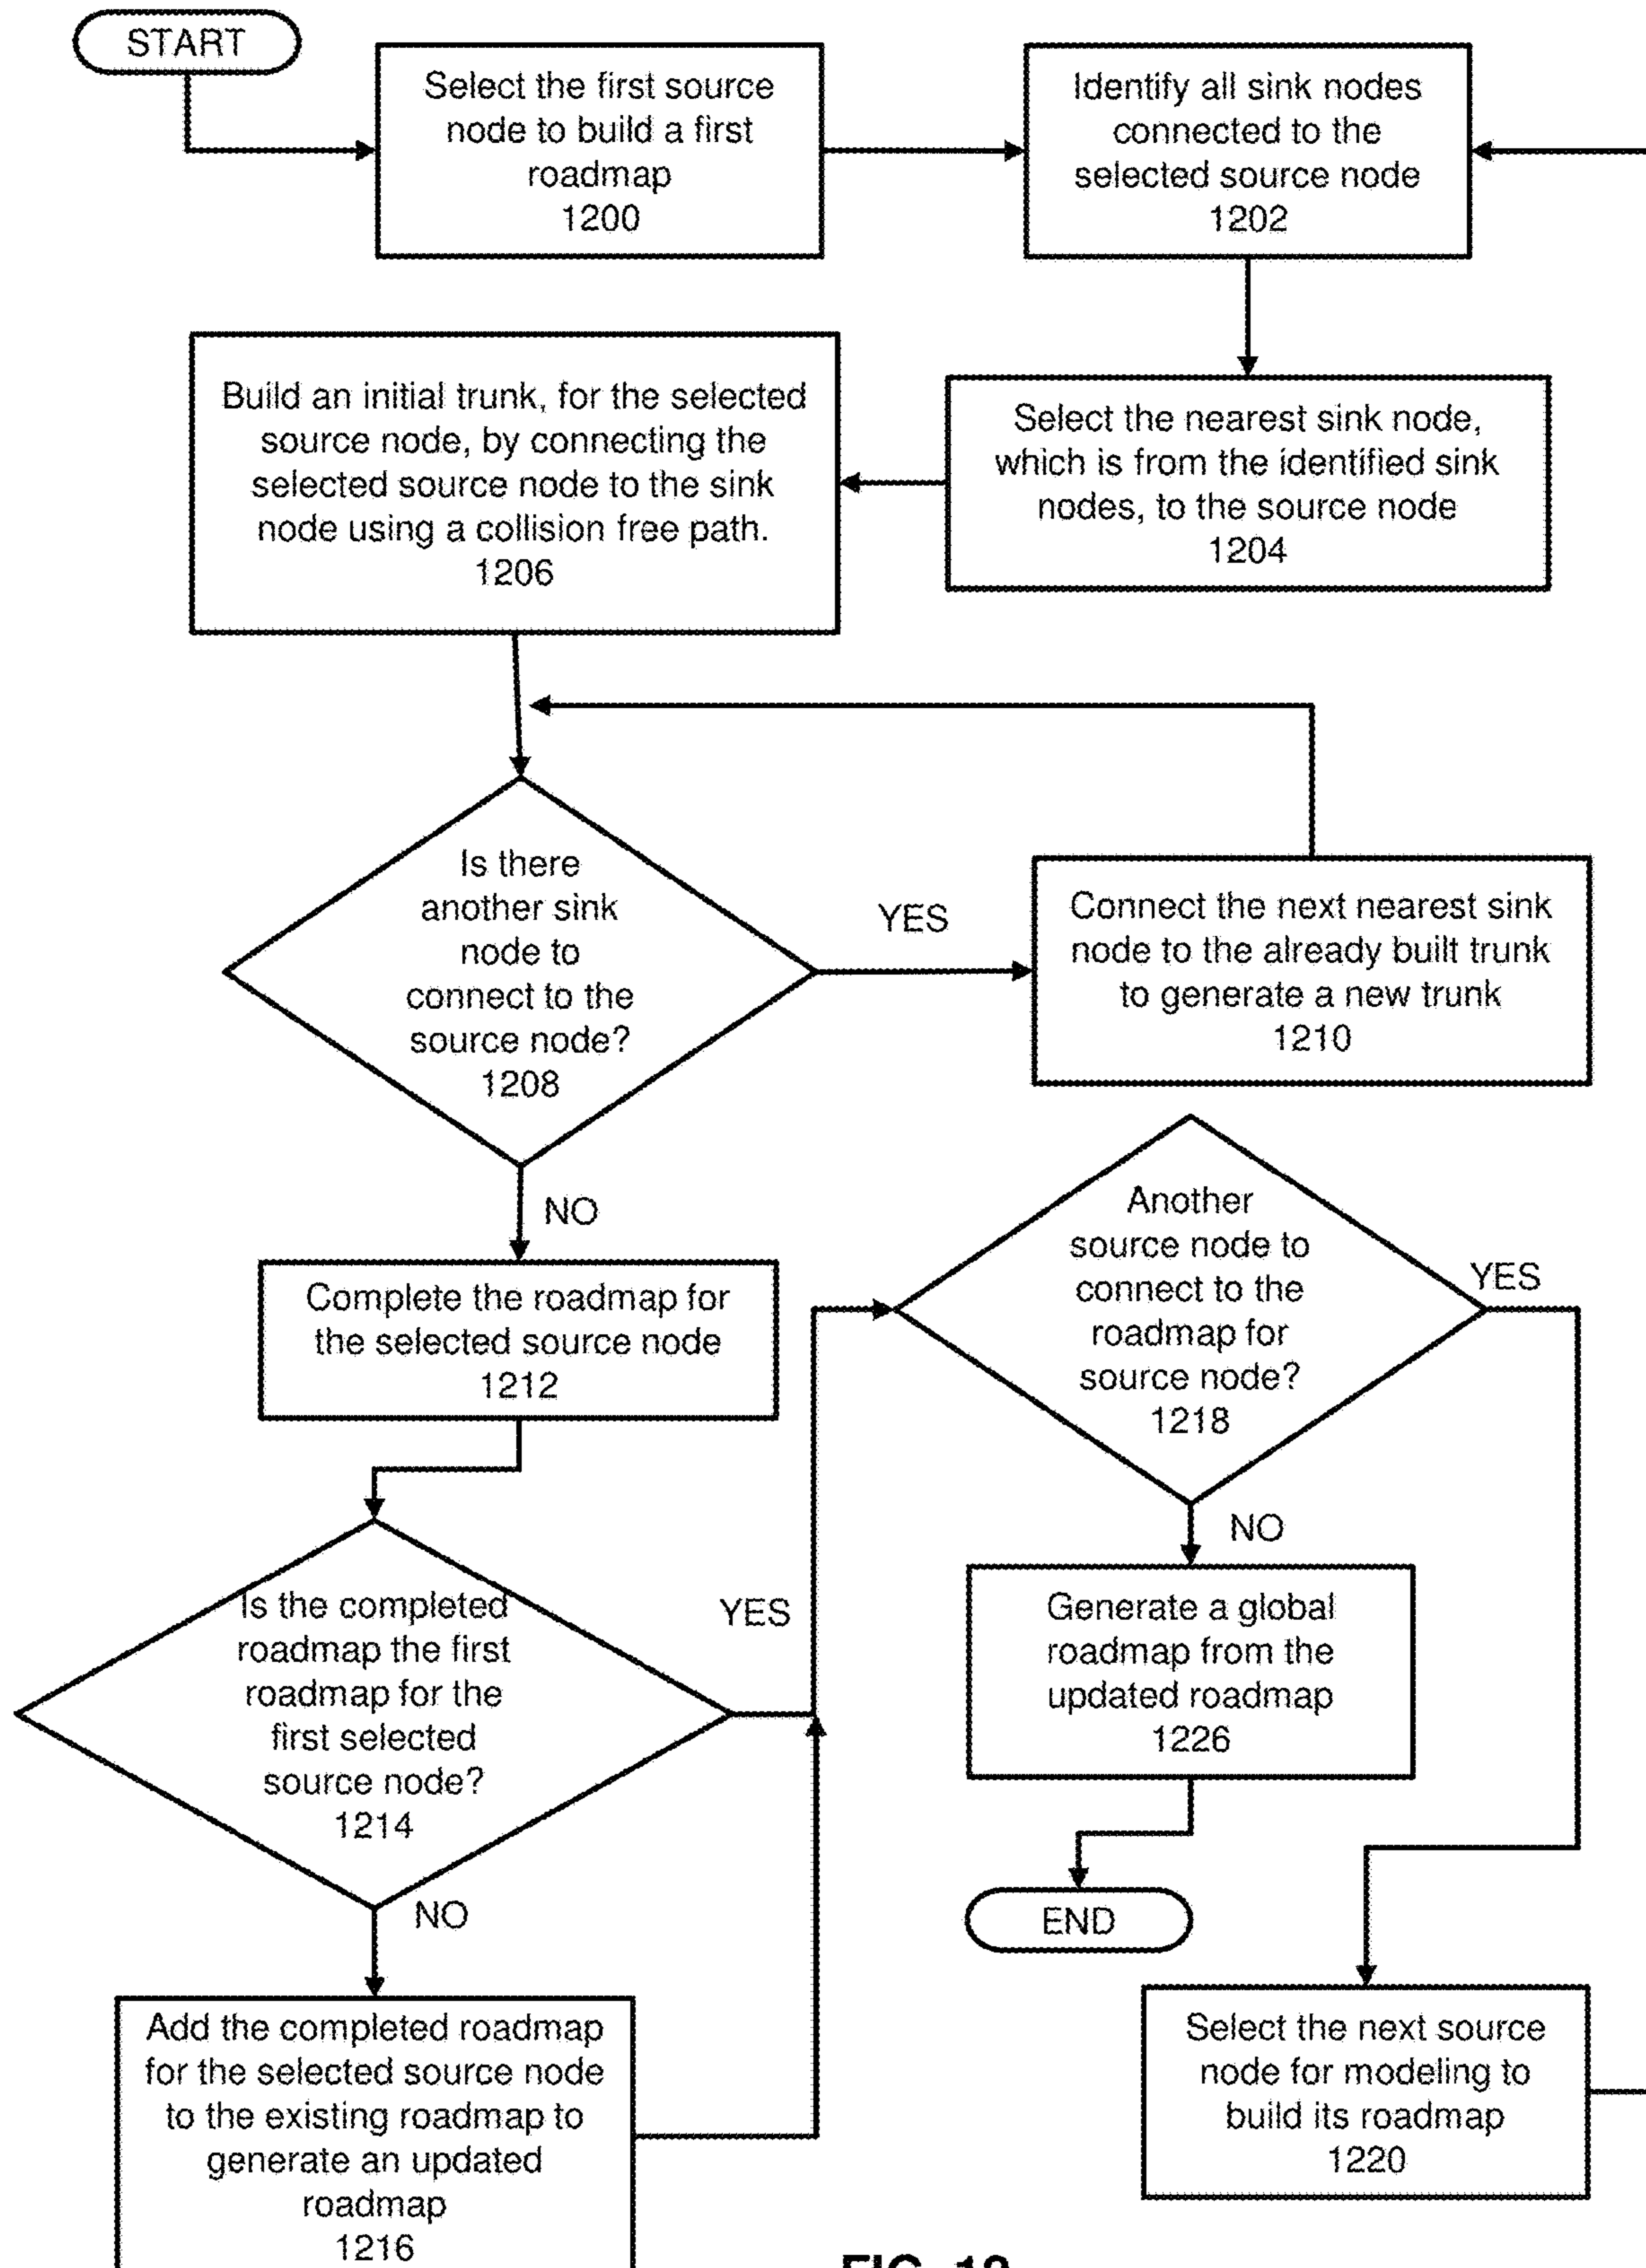 START
Select the first source
node to build a first
roadmap
1200
Identify all sink nodes
connected to the
selected source node
1202
Build an initial trunk, for the selected
source node, by connecting the
selected source node to the sink
node using a collision free path.
1206
Select the nearest sink node,
which is from the identified sink
nodes, to the source node
1204
Is there
another sink
node to
connect to the
source node?
1208
YES
Connect the next nearest sink
node to the already built trunk
to generate a new trunk
1210
NO
Complete the roadmap for
the selected source node
1212
Another
source node to
connect to the
roadmap for
source node?
1218
YES
NO
Is the completed
roadmap the first
roadmap for the
first selected
source node?
1214
YES
NO
Generate a global
roadmap from the
updated roadmap
1226
END
Add the completed roadmap
for the selected source node
to the existing roadmap to
generate an updated
roadmap
1216
Select the next source
node for modeling to
build its roadmap
1220
FIG.